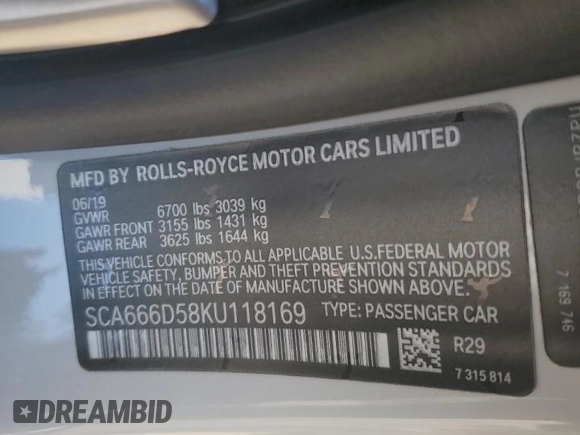 MFD BY ROLLS-ROYCE MOTOR CARS LIMITED
06/19
GVWR 6700 lbs 3039 kg
GAWR FRONT 3155 lbs 1431 kg
GAWR REAR 3625 lbs 1644 kg
THIS VEHICLE CONFORMS TO ALL APPLICABLE U.S.FEDERAL MOTOR
VEHICLE SAFETY, BUMPER AND THEFT PREVENTION
STANDARDS IN EFFECT ON THE DATE OF MANUFACTURE SHOWN ABOVE.
SCA666D58KU118169 TYPE: PASSENGER CAR
R29
7 315 814
7 169 746
DREAMBID